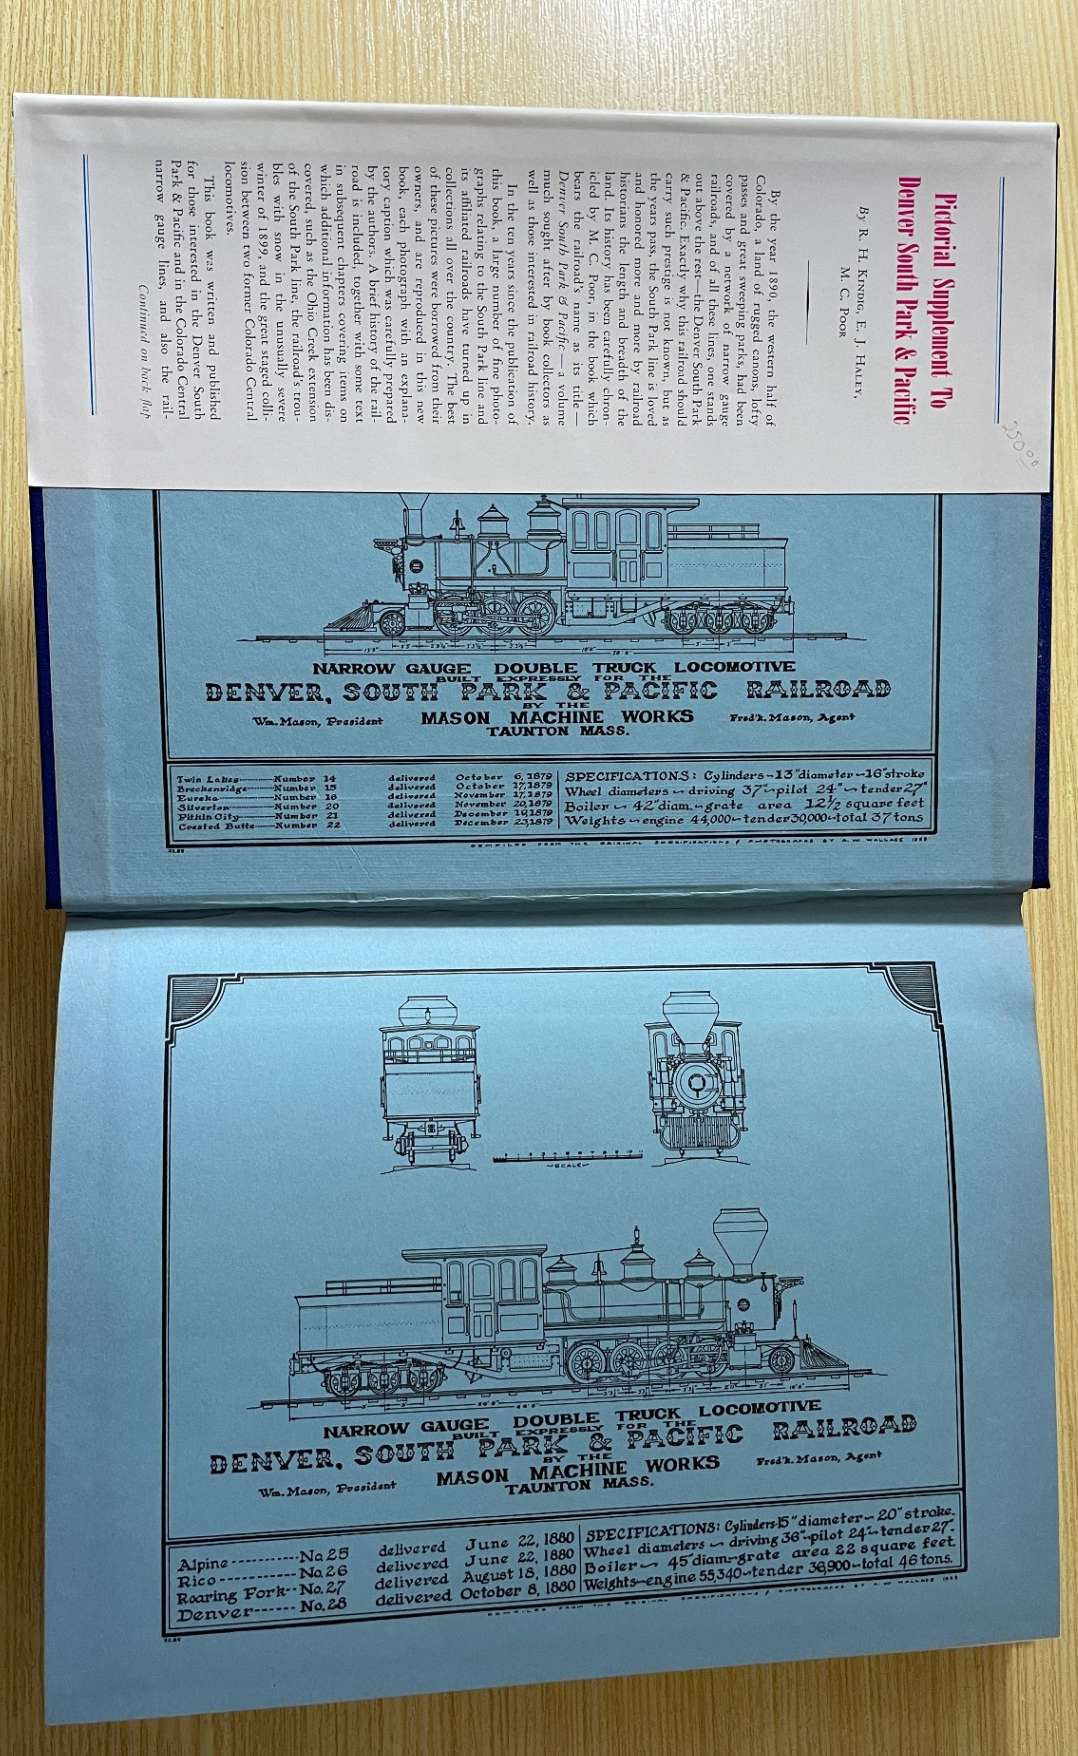 Pictorial Supplement To
Denver South Park & Pacific
250.00
By R. H. Kindig, E. J. Haley,
M. C. Poor
By the year 1890, the western half of
Colorado, a land of rugged canons, lofty
passes and great sweeping parks, had been
covered by a network of narrow gauge
railroads, and of all these lines, one stands
out above the rest—the Denver South Park
& Pacific. Exactly why this railroad should
carry such prestige is not known, but as
the years pass, the South Park line is loved
and honored more and more by railroad
historians the length and breadth of the
land. Its history has been carefully chron-
icled by M. C. Poor, in the book which
bears the railroad's name as its title —
Denver South Park & Pacific — a volume
much sought after by book collectors as
well as those interested in railroad history.
In the ten years since the publication of
this book, a large number of fine photo-
graphs relating to the South Park line and
its affiliated railroads have turned up in
collections all over the country. The best
of these pictures were borrowed from their
owners, and are reproduced in this new
book, each photograph with an explana-
tory caption which was carefully prepared
by the authors. A brief history of the rail-
road is included, together with some text
in subsequent chapters covering items on
which additional information has been dis-
covered, such as the Ohio Creek extension
of the South Park line, the railroad's trou-
bles with snow in the unusually severe
winter of 1899, and the great staged colli-
sion between two former Colorado Central
locomotives.
This book was written and published
for those interested in the Denver South
Park & Pacific and in the Colorado Central
narrow gauge lines, and also the rail-
Continued on back flap
NARROW GAUGE DOUBLE TRUCK LOCOMOTIVE
BUILT EXPRESSLY FOR THE
DENVER, SOUTH PARK & PACIFIC RAILROAD
BY THE
Wm. Mason, President MASON MACHINE WORKS Fred'k. Mason, Agent
TAUNTON MASS.
Twin Lakes Number 14 delivered October 6, 1879
Breckenridge Number 15 delivered October 17, 1879
Eureka Number 16 delivered November 17, 1879
Silverton Number 20 delivered November 20, 1879
Pitkin City Number 21 delivered December 19, 1879
Crested Butte Number 22 delivered December 23, 1879
SPECIFICATIONS: Cylinders~13" diameter~16" stroke
Wheel diameters~driving 37"~pilot 24"~tender 27"
Boiler~42" diam.~grate area 12½ square feet
Weights~engine 44,000~tender 30,000~total 37 tons
COMPILED FROM THE ORIGINAL SPECIFICATIONS & PHOTOGRAPHS BY A.W. WALLACE
SCALE
NARROW GAUGE DOUBLE TRUCK LOCOMOTIVE
BUILT EXPRESSLY FOR THE
DENVER, SOUTH PARK & PACIFIC RAILROAD
BY THE
Wm. Mason, President MASON MACHINE WORKS Fred'k. Mason, Agent
TAUNTON MASS.
Alpine No. 25 delivered June 22, 1880
Rico No. 26 delivered June 22, 1880
Roaring Fork No. 27 delivered August 18, 1880
Denver No. 28 delivered October 8, 1880
SPECIFICATIONS: Cylinders~15" diameter~20" stroke.
Wheel diameters~driving 36"~pilot 24"~tender 27".
Boiler~45" diam~grate area 22 square feet.
Weights~engine 55,340~tender 36,900~total 46 tons.
COMPILED FROM THE ORIGINAL SPECIFICATIONS & PHOTOGRAPHS BY A.W. WALLACE